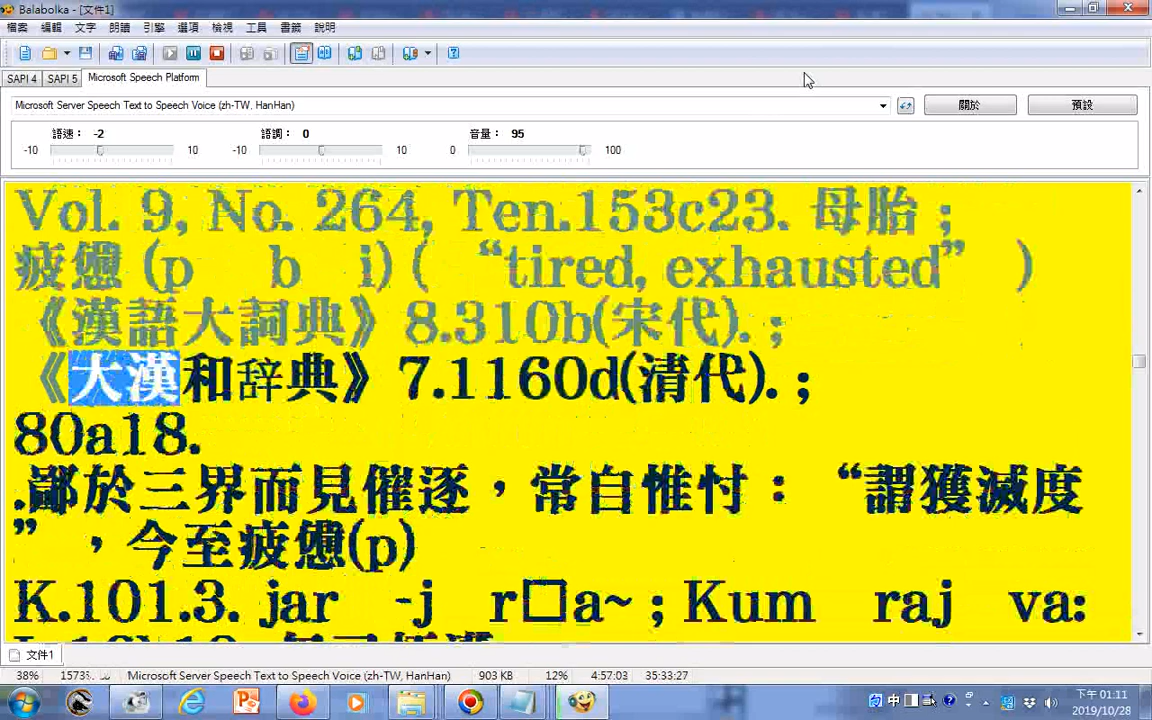 Balabolka - [文件1]
檔案 編輯 文字 朗讀 引擎 選項 檢視 工具 書籤 說明
SAPI 4 SAPI 5 Microsoft Speech Platform
Microsoft Server Speech Text to Speech Voice (zh-TW, HanHan) 關於 預設
語速： -2 語調： 0 音量： 95
-10 10 -10 10 0 100
Vol. 9, No. 264, Ten.153c23. 母胎；
疲憊 (p b i) ( “tired, exhausted” )
《漢語大詞典》 8.310b(宋代).；
《大漢和辞典》 7.1160d(清代).；
80a18.
.鄙於三界而見催逐，常自惟忖： “謂獲滅度
” ，今至疲憊(p)
K.101.3. jar -j r□a~ ; Kum raj va:
文件1
38% Microsoft Server Speech Text to Speech Voice (zh-TW, HanHan) 903 KB 12% 4:57:03 35:33:27
中 下午 01:11
2019/10/28